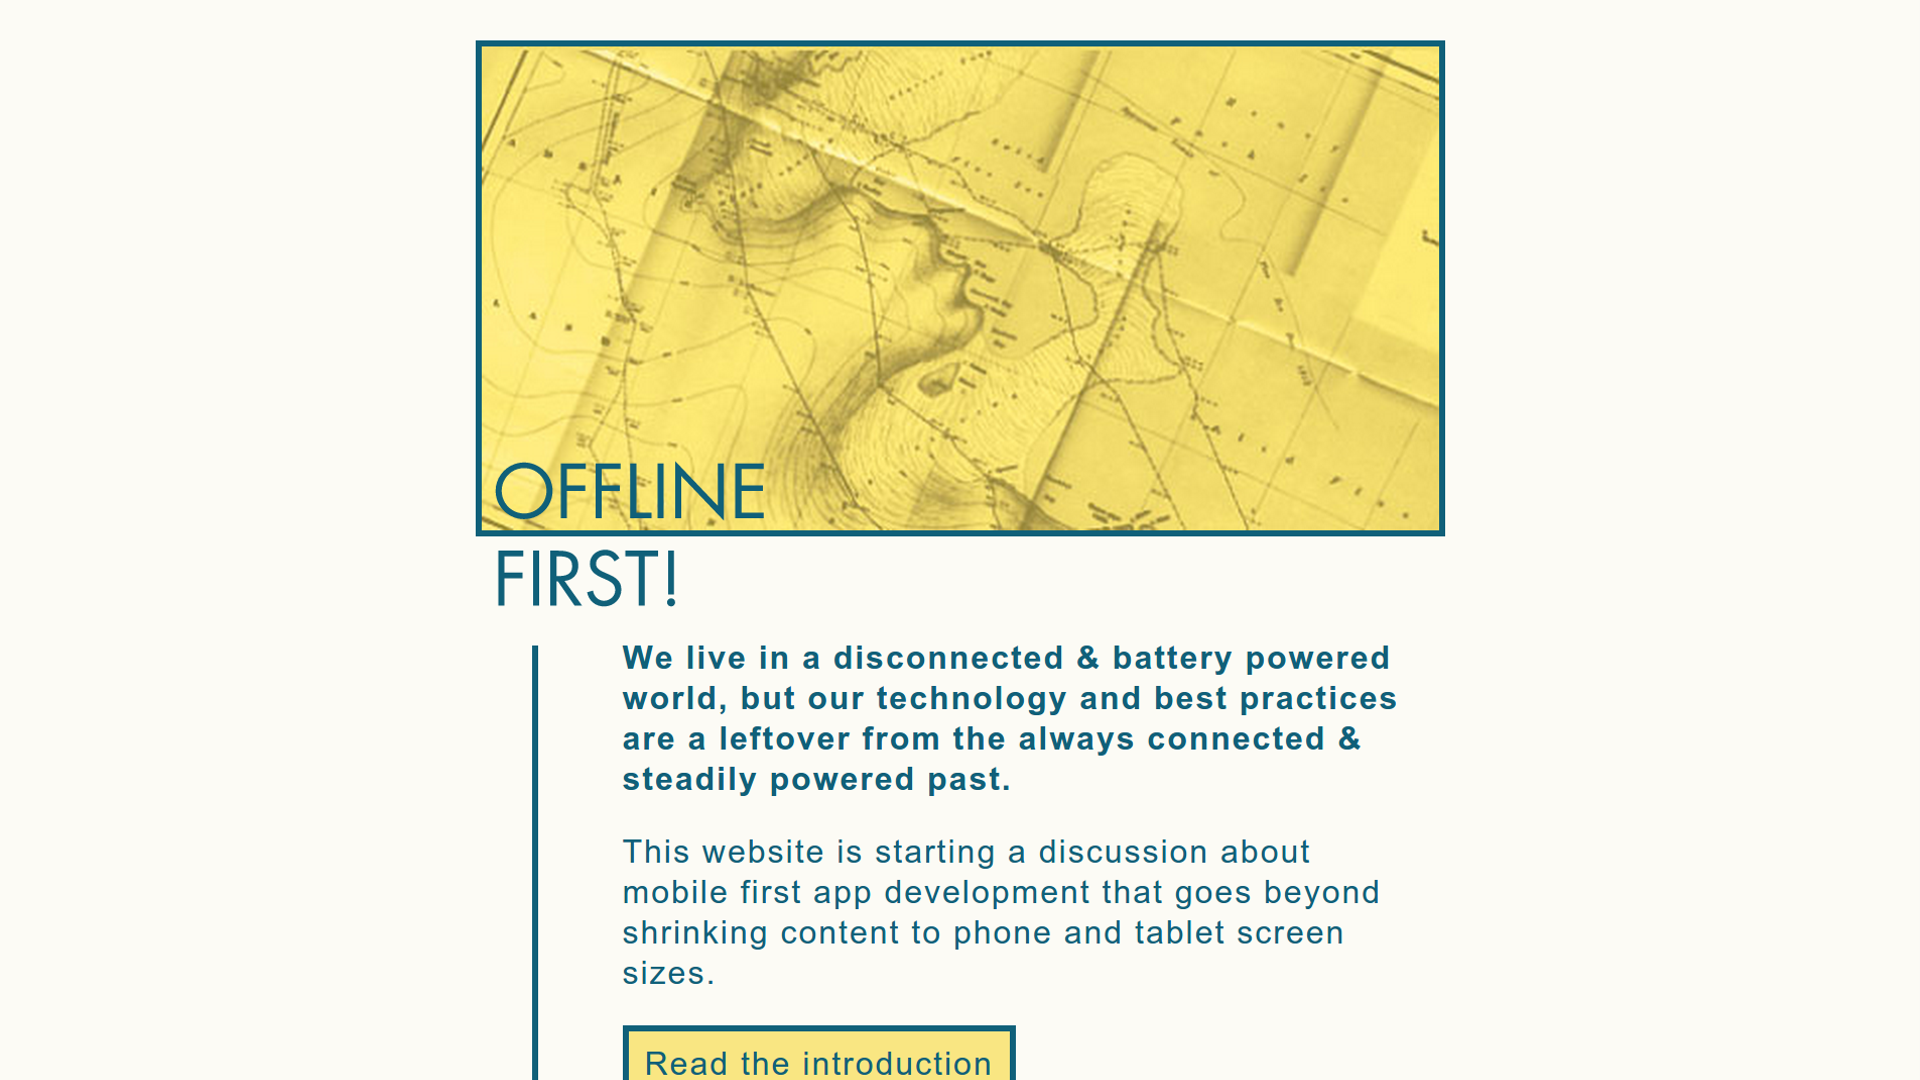 OFFLINE
FIRST!
We live in a disconnected & battery powered
world, but our technology and best practices
are a leftover from the always connected &
steadily powered past.
This website is starting a discussion about
mobile first app development that goes beyond
shrinking content to phone and tablet screen
sizes.
Read the introduction